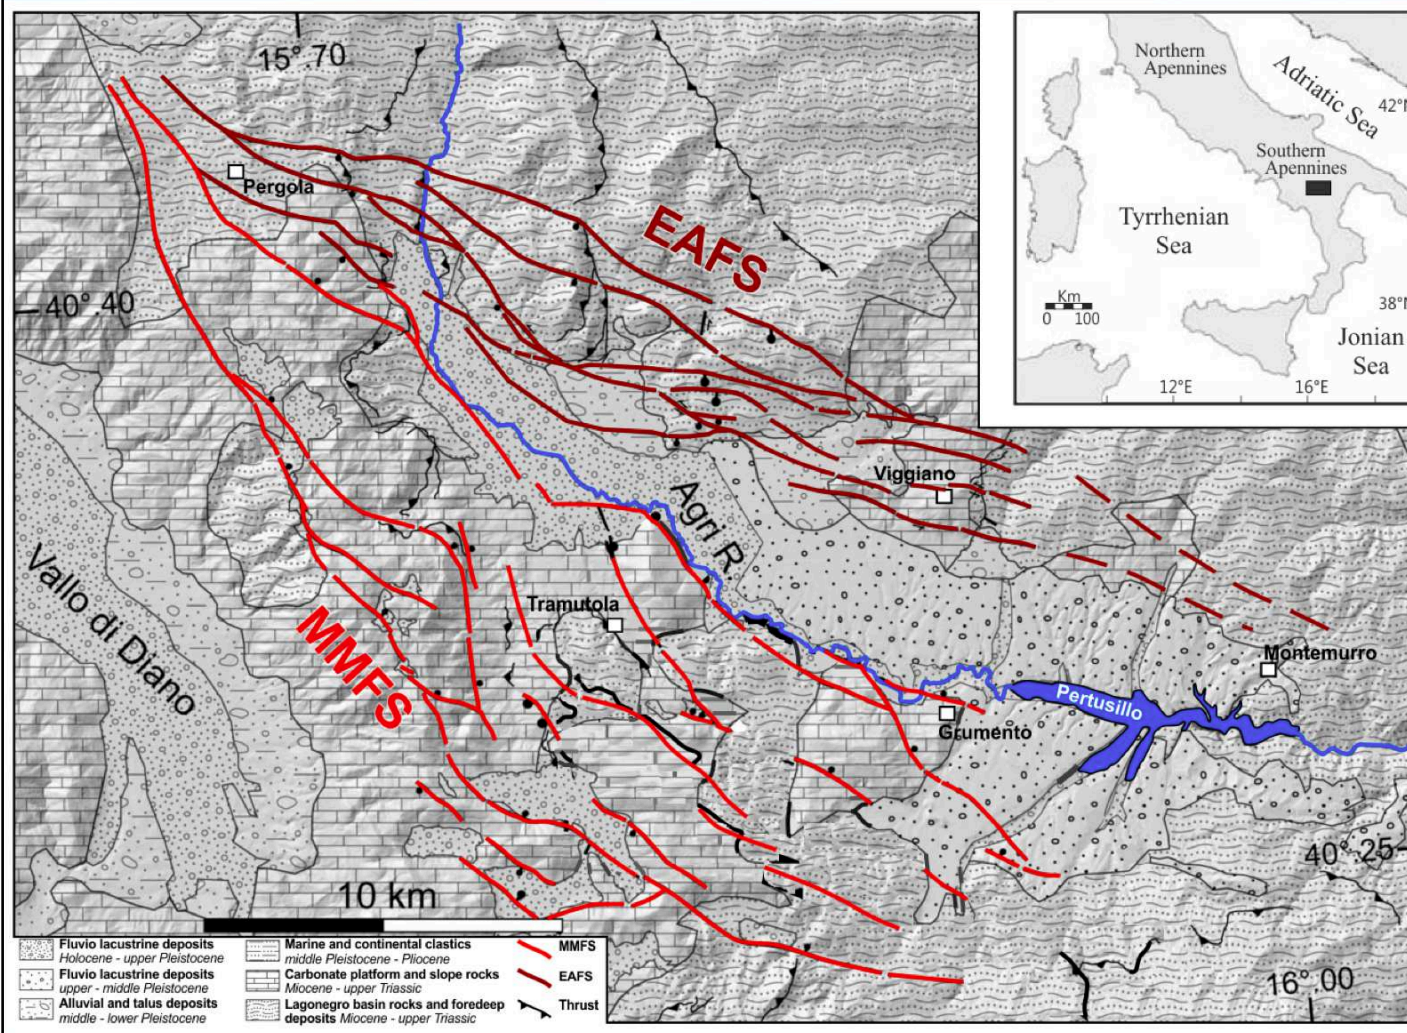 15°.70
Pergola
EAFS
40°.40
Viggiano
Agri R
Tramutola
MMFS
Vallo di Diano
Montemurro
Pertusillo
Grumento
40°.25
16°.00
10 km
Northern
Apennines
Adriatic Sea
42°N
Southern
Apennines
Tyrrhenian
Sea
Km
0 100
38°N
Jonian
Sea
12°E 16°E
Fluvio lacustrine deposits
Holocene - upper Pleistocene
Fluvio lacustrine deposits
upper - middle Pleistocene
Alluvial and talus deposits
middle - lower Pleistocene
Marine and continental clastics
middle Pleistocene - Pliocene
Carbonate platform and slope rocks
Miocene - upper Triassic
Lagonegro basin rocks and foredeep
deposits Miocene - upper Triassic
MMFS
EAFS
Thrust